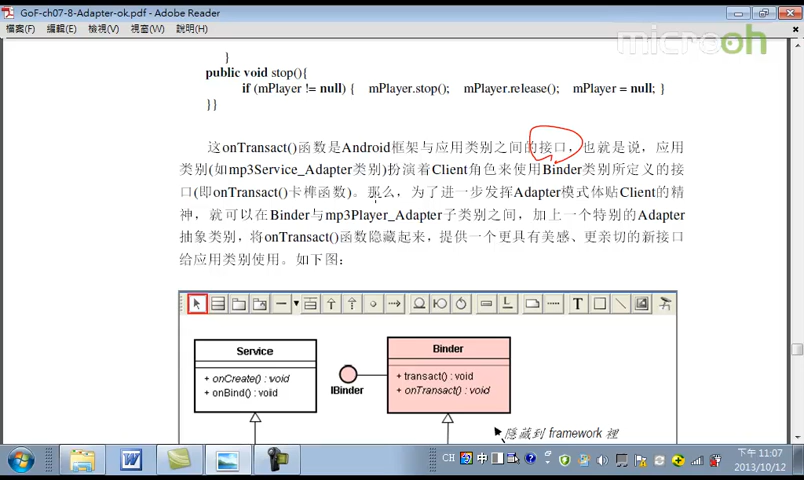 GoF-ch07-8-Adapter-ok.pdf - Adobe Reader
檔案(F) 編輯(E) 檢視(V) 視窗(W) 說明(H)
microoh
}
public void stop(){
if (mPlayer != null) { mPlayer.stop(); mPlayer.release(); mPlayer = null; }
}}
这onTransact()函数是Android框架与应用类别之间的接口，也就是说，应用
类别(如mp3Service_Adapter类别)扮演着Client角色来使用Binder类别所定义的接
口(即onTransact()卡榫函数)。那么，为了进一步发挥Adapter模式体贴Client的精
神，就可以在Binder与mp3Player_Adapter子类别之间，加上一个特别的Adapter
抽象类别，将onTransact()函数隐藏起来，提供一个更具有美感、更亲切的新接口
给应用类别使用。如下图：
T
Service
+ onCreate() : void
+ onBind() : void
IBinder
Binder
+ transact() : void
+ onTransact() : void
隐藏到 framework 裡
CH 中
下午 11:07
2013/10/12